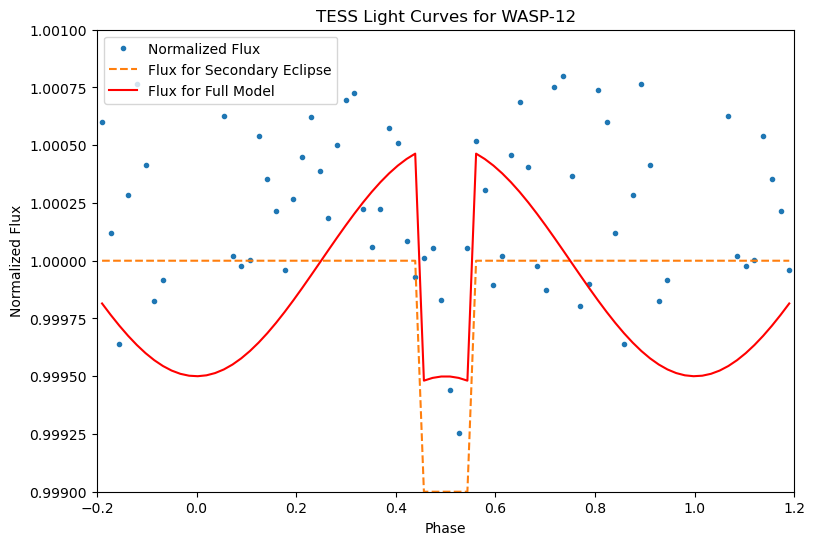 TESS Light Curves for WASP-12
Normalized Flux
Flux for Secondary Eclipse
Flux for Full Model
Normalized Flux
1.00100
1.00075
1.00050
1.00025
1.00000
0.99975
0.99950
0.99925
0.99900
−0.2 0.0 0.2 0.4 0.6 0.8 1.0 1.2
Phase